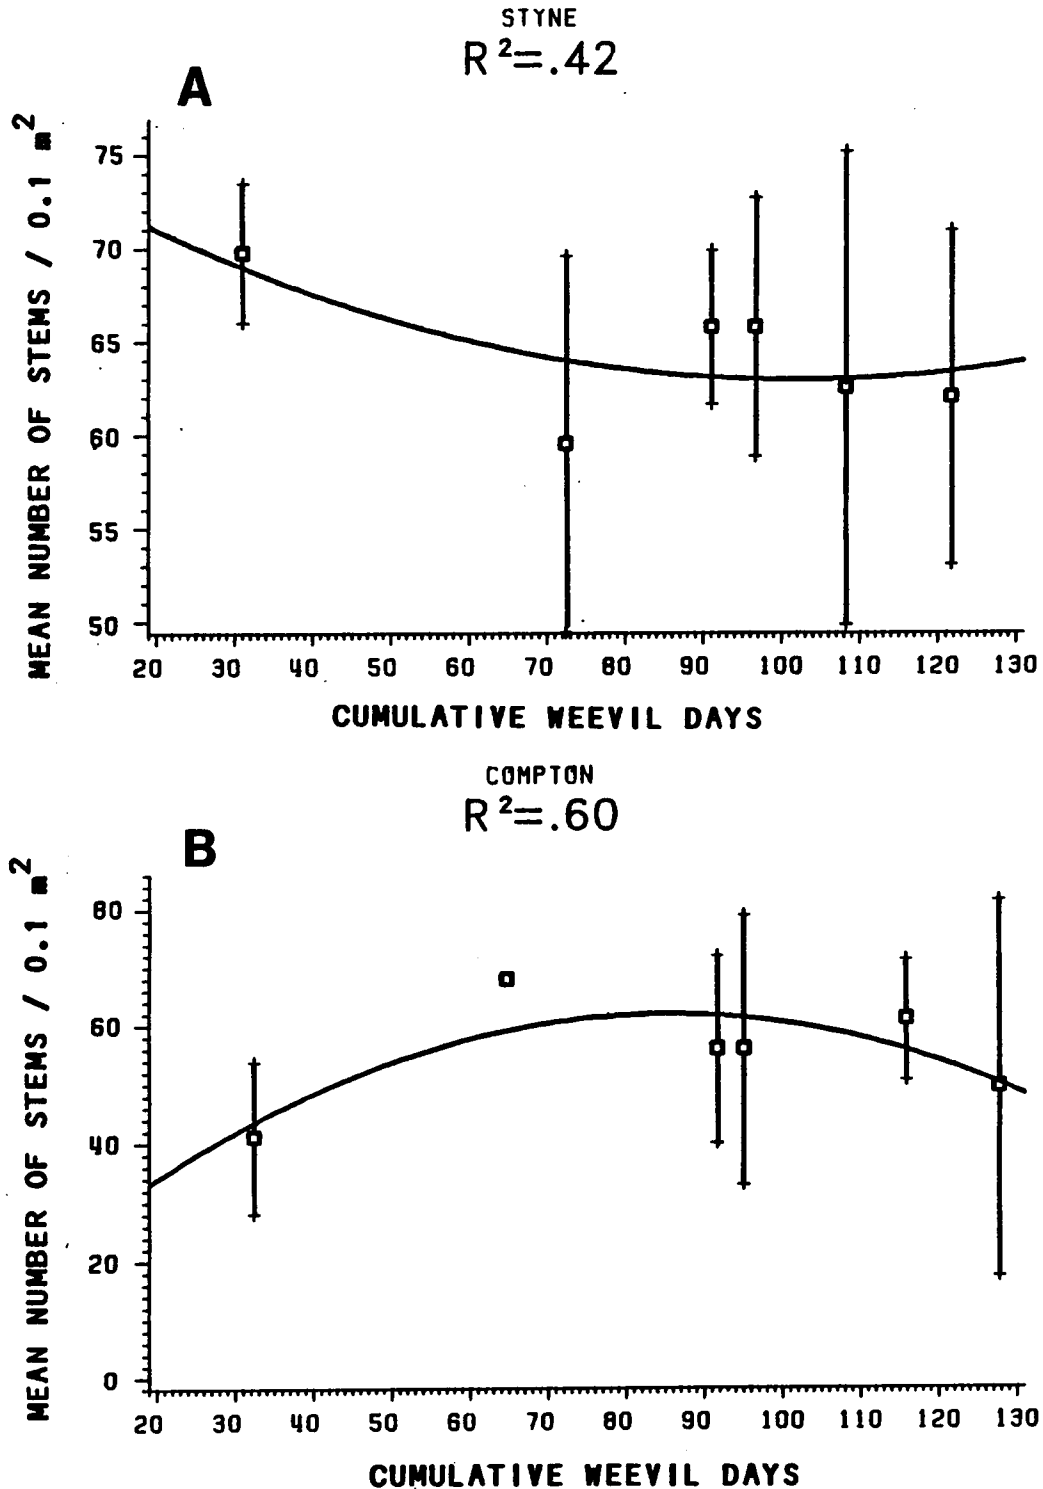 STYNE
R²=.42
A
MEAN NUMBER OF STEMS / 0.1 m²
75
70
65
60
55
50
20 30 40 50 60 70 80 90 100 110 120 130
CUMULATIVE WEEVIL DAYS
COMPTON
R²=.60
B
MEAN NUMBER OF STEMS / 0.1 m²
80
60
40
20
0
20 30 40 50 60 70 80 90 100 110 120 130
CUMULATIVE WEEVIL DAYS